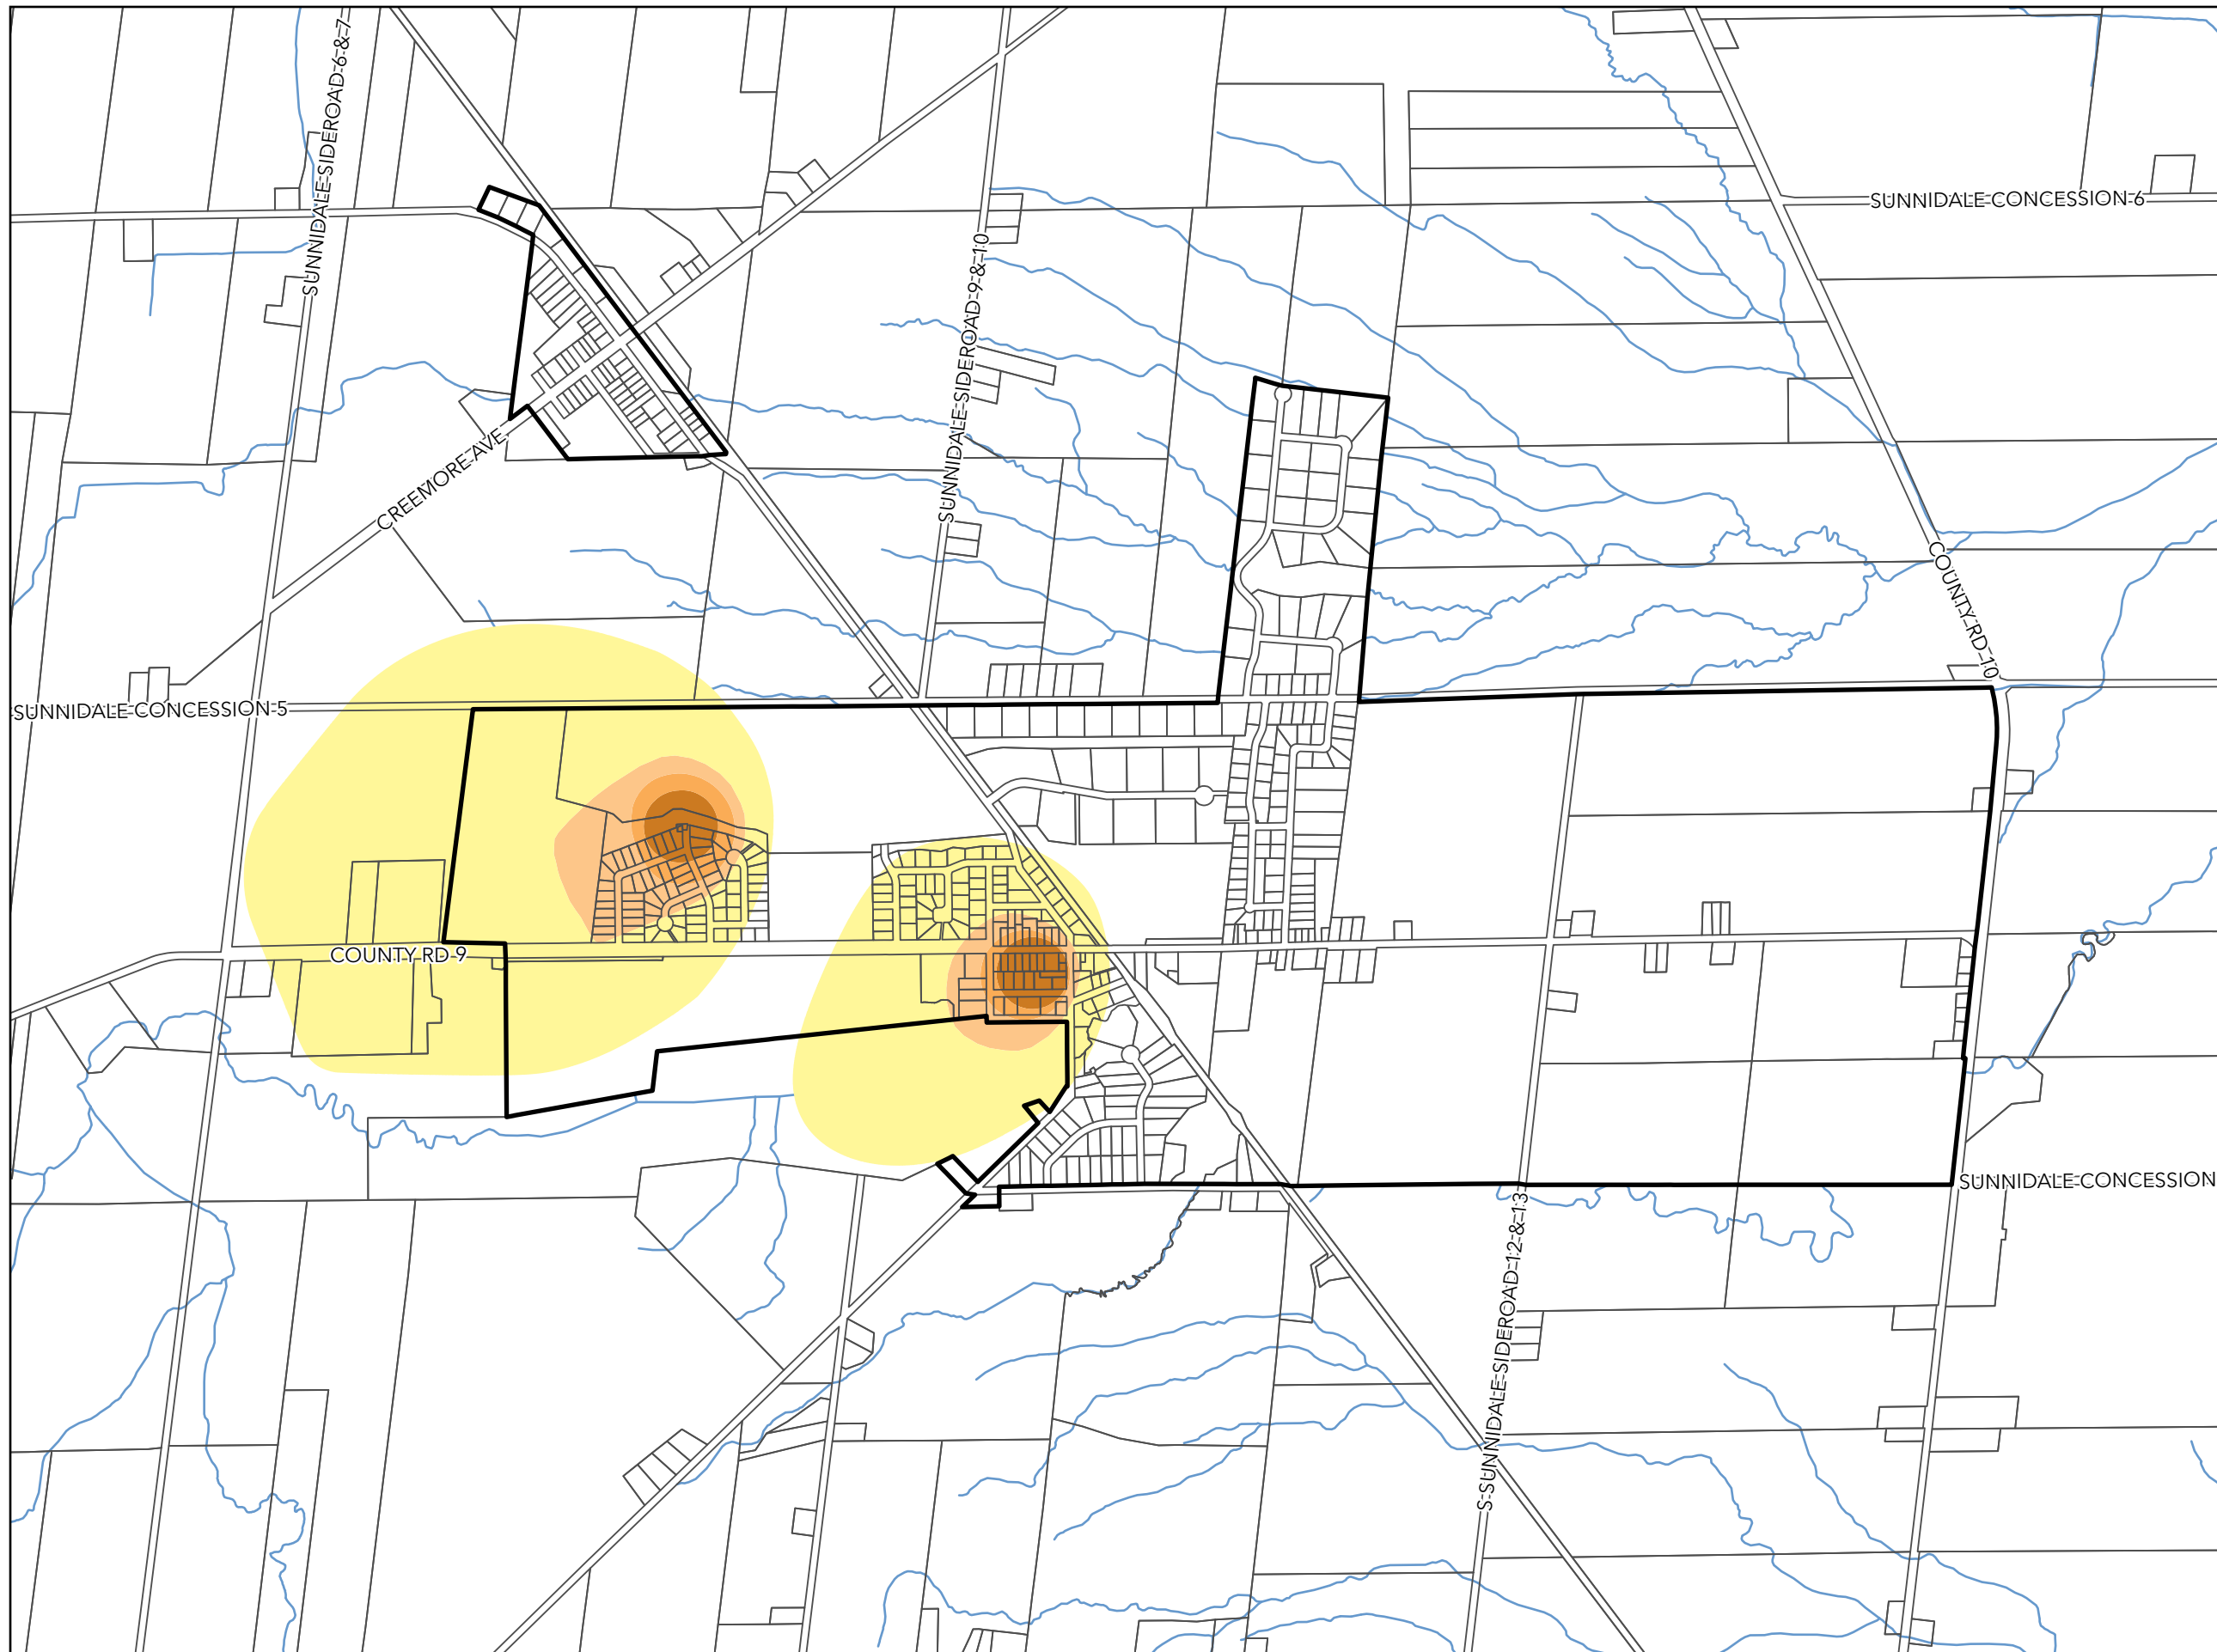 SUNNIDALE SIDEROAD 6 & 7
SUNNIDALE CONCESSION 6
SUNNIDALE SIDEROAD 9 & 10
CREEMORE AVE
COUNTY RD 10
SUNNIDALE CONCESSION 5
COUNTY RD 9
SUNNIDALE CONCESSION
S SUNNIDALE SIDEROAD 12 & 13